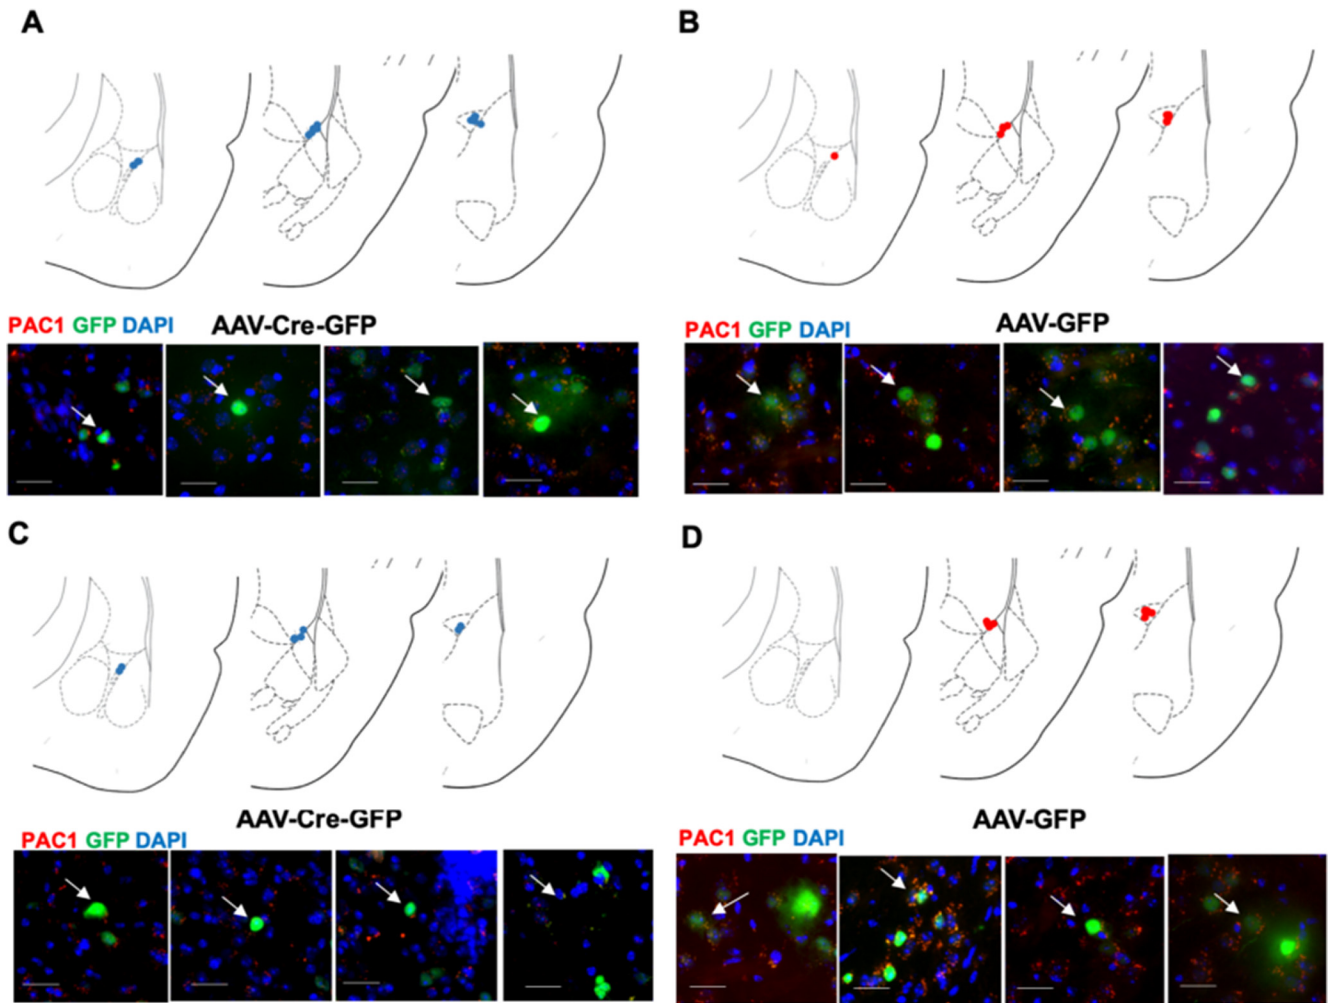 A
B
PAC1 GFP DAPI AAV-Cre-GFP
PAC1 GFP DAPI AAV-GFP
C
D
AAV-Cre-GFP
PAC1 GFP DAPI
AAV-GFP
PAC1 GFP DAPI